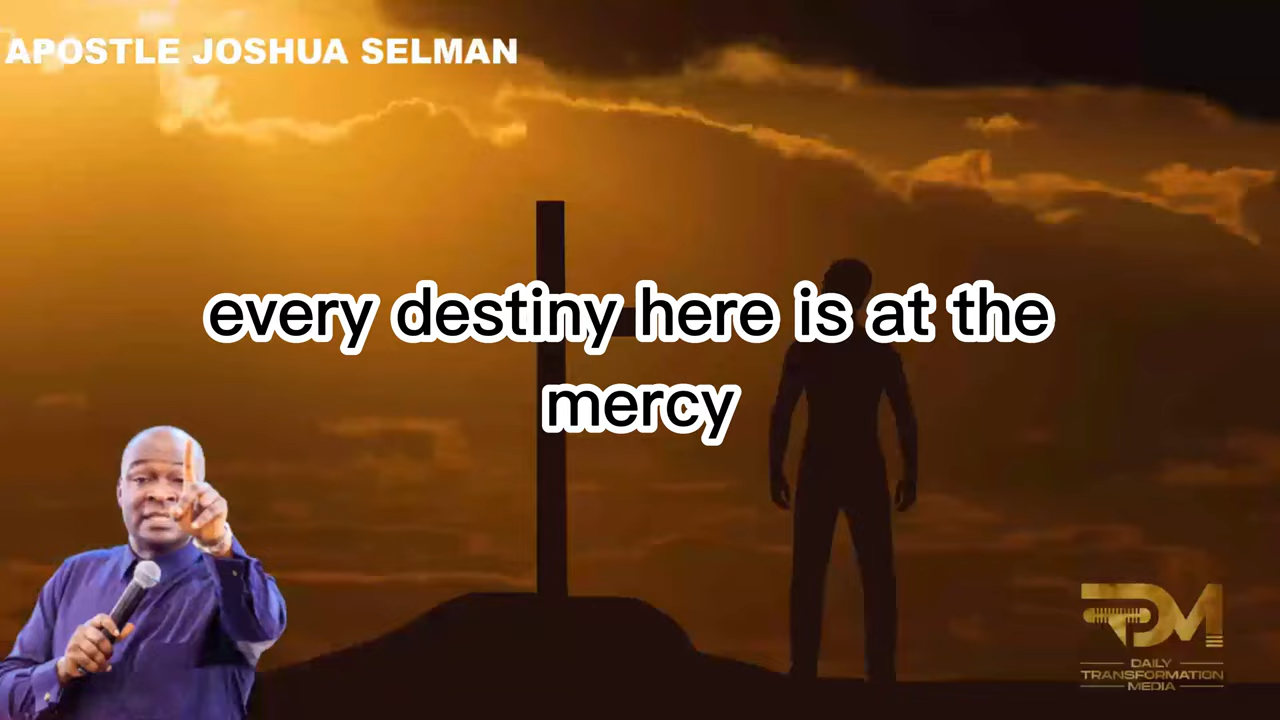 APOSTLE JOSHUA SELMAN
every destiny here is at the
mercy
DAILY
TRANSFORMATION
MEDIA